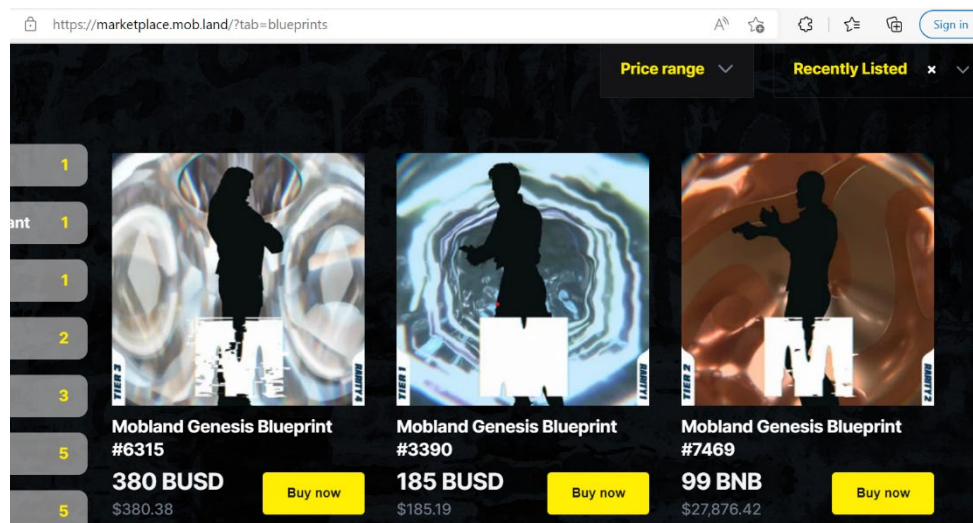 https://marketplace.mob.land/?tab=blueprints
Sign in
Price range
Recently Listed ×
1
ant 1
1
2
3
5
5
M
TIER 3
RARITY 4
M
TIER 1
RARITY 1
M
TIER 2
RARITY 2
Mobland Genesis Blueprint
#6315
380 BUSD
$380.38
Buy now
Mobland Genesis Blueprint
#3390
185 BUSD
$185.19
Buy now
Mobland Genesis Blueprint
#7469
99 BNB
$27,876.42
Buy now